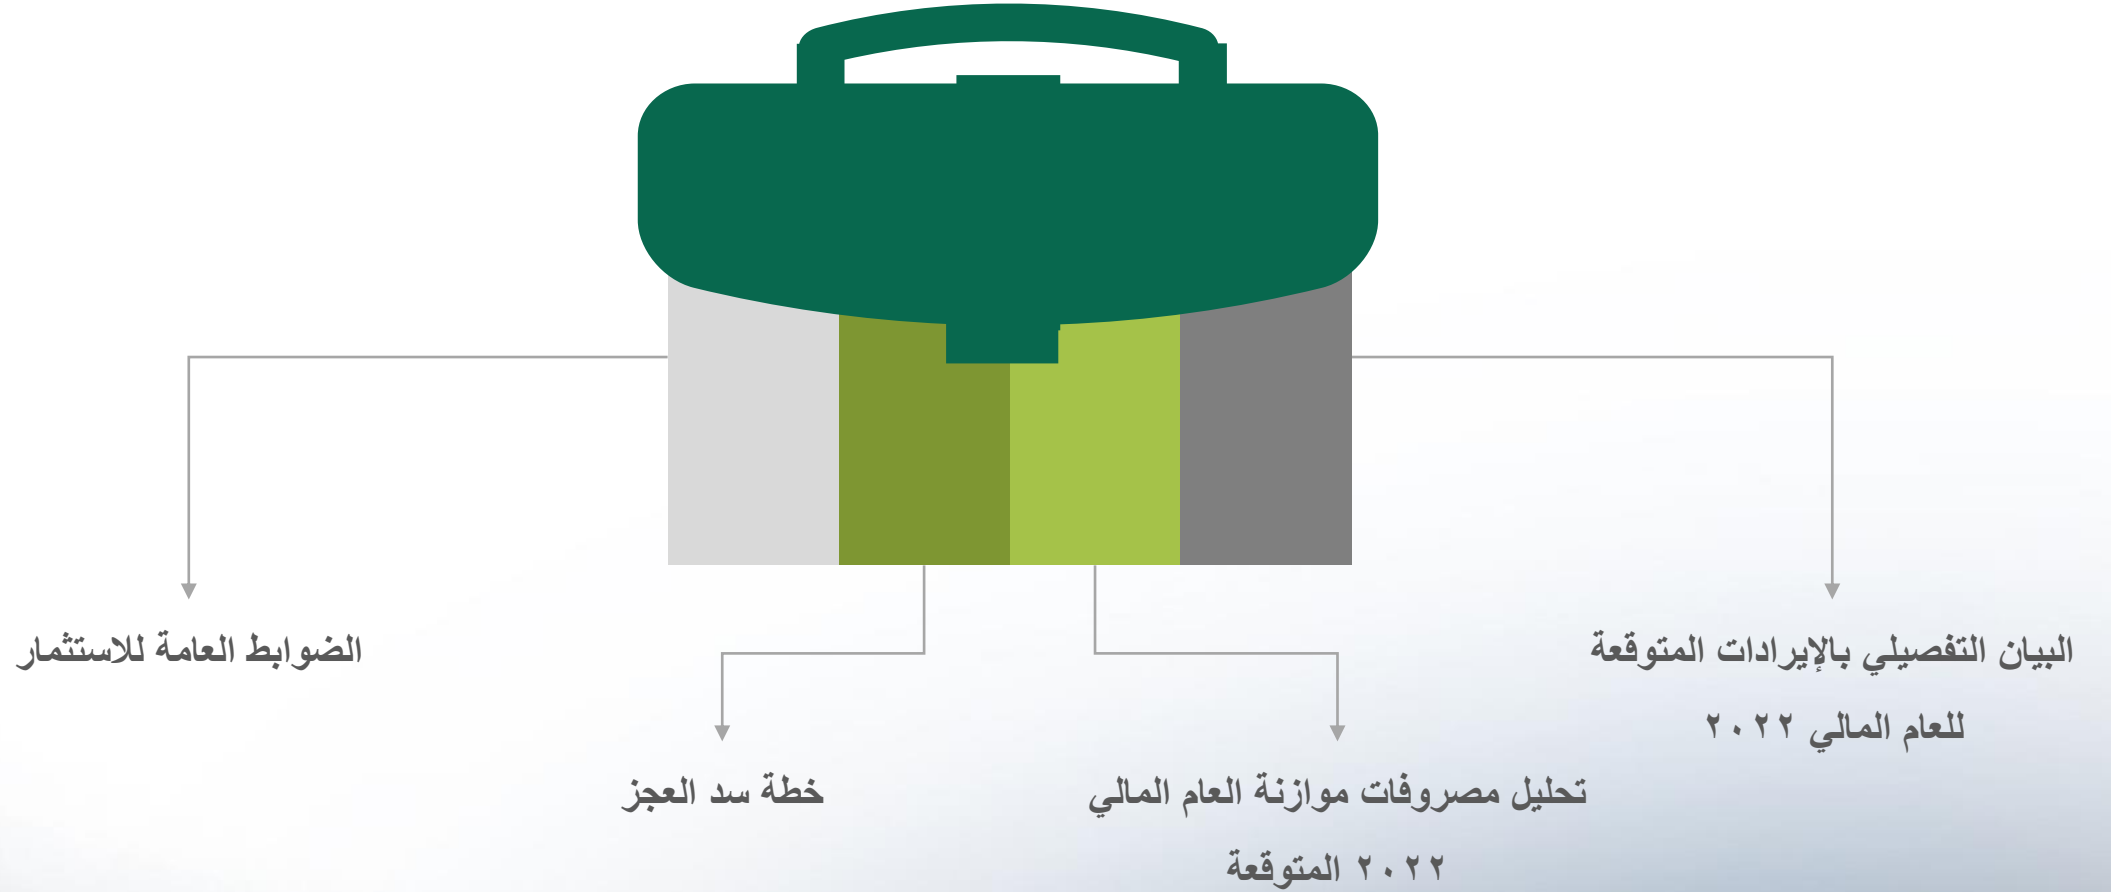 البيان التفصيلي بالإيرادات المتوقعة
للعام المالي ٢٠٢٢
تحليل مصروفات موازنة العام المالي
٢٠٢٢ المتوقعة
خطة سد العجز
الضوابط العامة للاستثمار